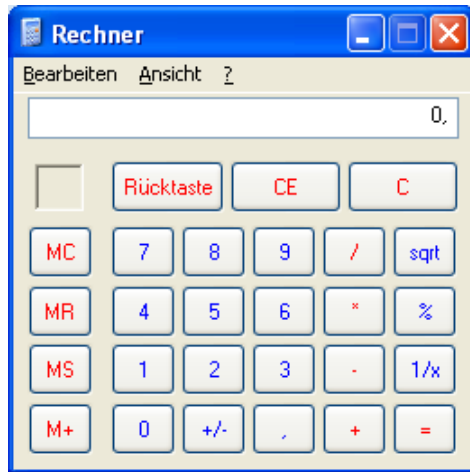 Rechner
Bearbeiten Ansicht ?
0,
Rücktaste CE C
MC 7 8 9 / sqrt
MR 4 5 6 * %
MS 1 2 3 - 1/x
M+ 0 +/- , + =